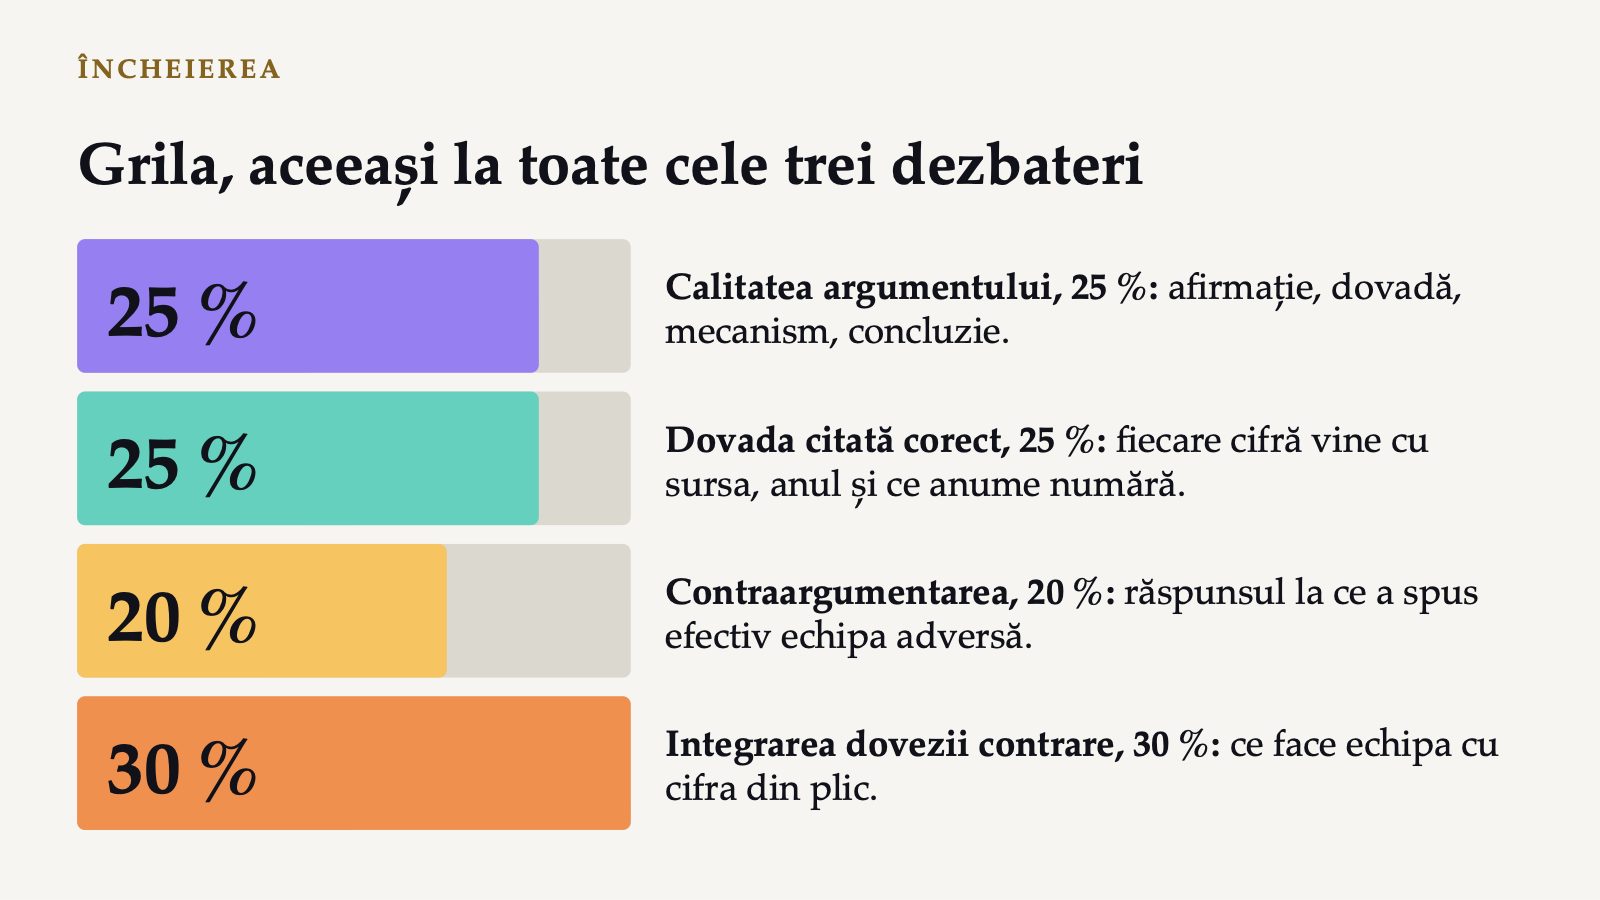 ÎNCHEIEREA
Grila, aceeași la toate cele trei dezbateri
25 %
Calitatea argumentului, 25 %: afirmație, dovadă,
mecanism, concluzie.
25 %
Dovada citată corect, 25 %: fiecare cifră vine cu
sursa, anul și ce anume numără.
20 %
Contraargumentarea, 20 %: răspunsul la ce a spus
efectiv echipa adversă.
30 %
Integrarea dovezii contrare, 30 %: ce face echipa cu
cifra din plic.